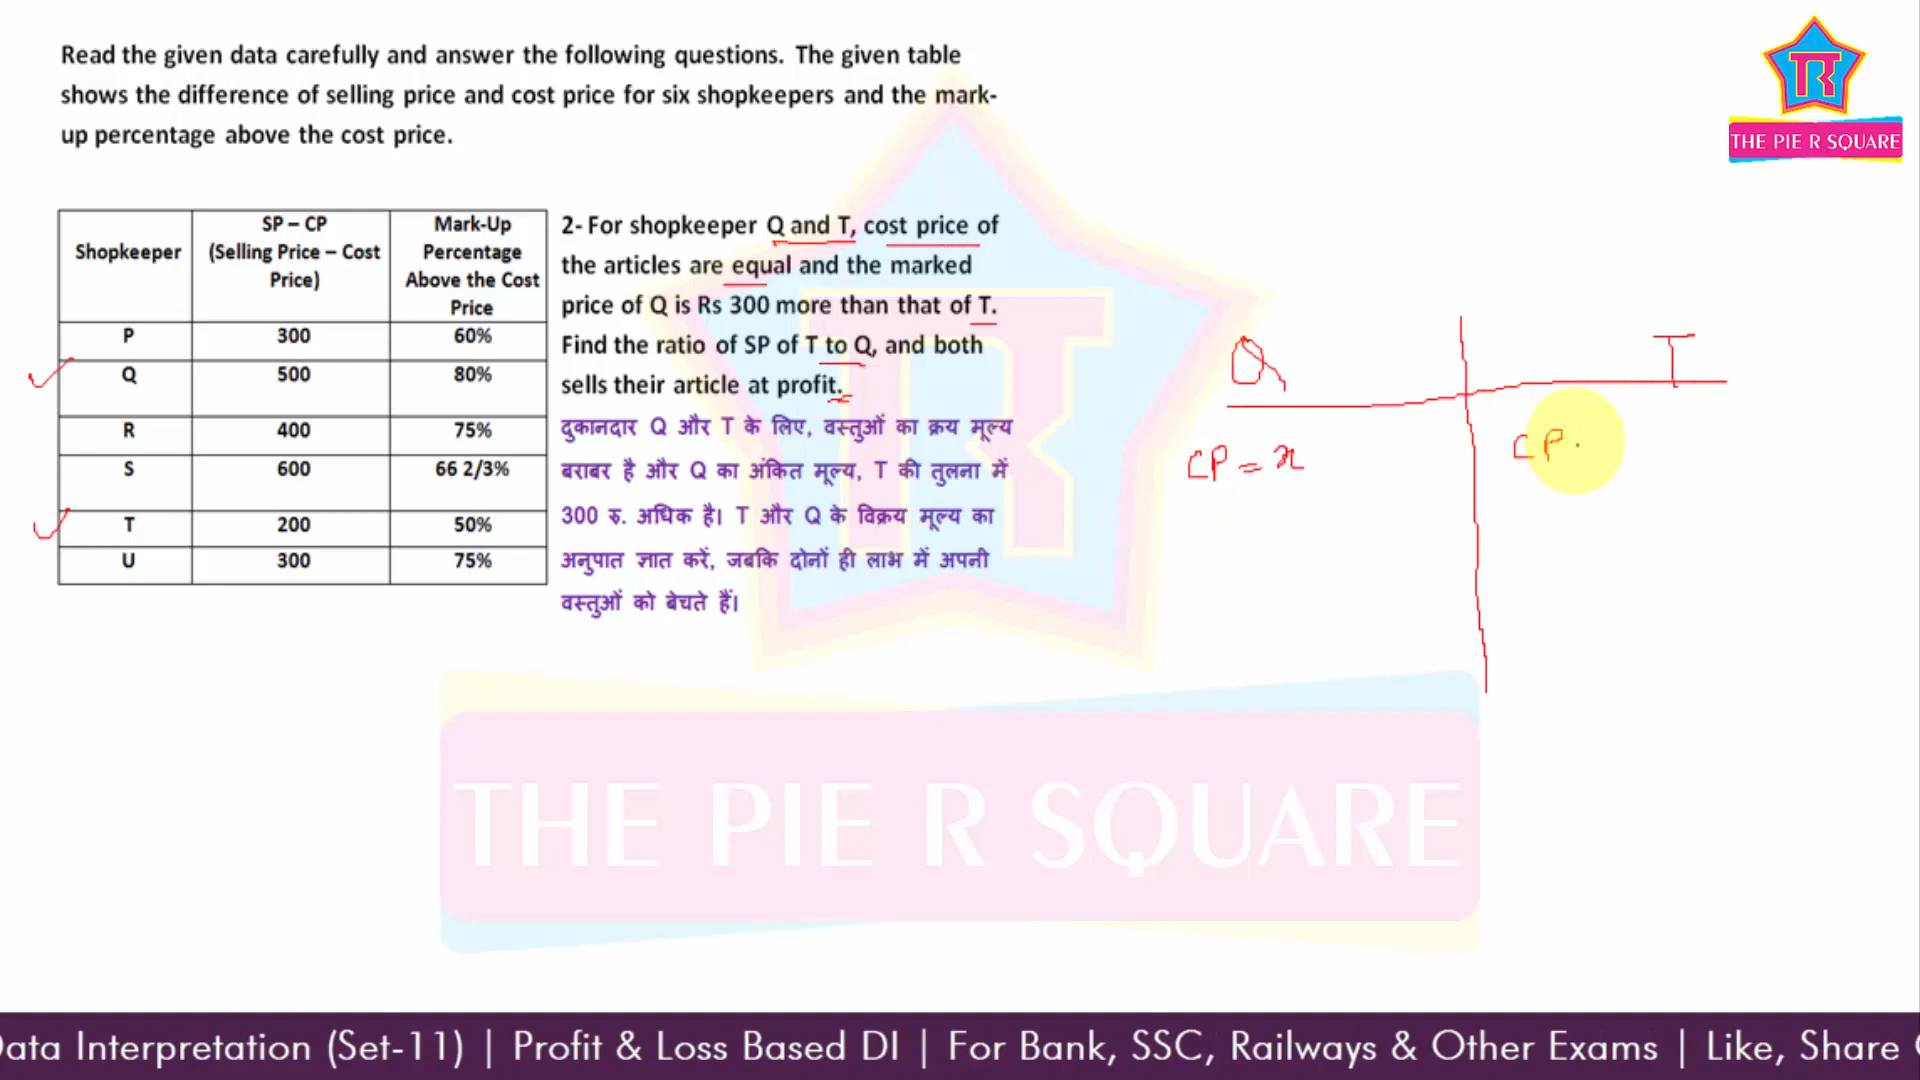 Read the given data carefully and answer the following questions. The given table
shows the difference of selling price and cost price for six shopkeepers and the mark-
up percentage above the cost price.
THE PIE R SQUARE
Shopkeeper
SP – CP
(Selling Price – Cost
Price)
Mark-Up
Percentage
Above the Cost
Price
P 300 60%
Q 500 80%
R 400 75%
S 600 66 2/3%
T 200 50%
U 300 75%
2- For shopkeeper Q and T, cost price of
the articles are equal and the marked
price of Q is Rs 300 more than that of T.
Find the ratio of SP of T to Q, and both
sells their article at profit.
दुकानदार Q और T के लिए, वस्तुओं का क्रय मूल्य
बराबर है और Q का अंकित मूल्य, T की तुलना में
300 रु. अधिक है। T और Q के विक्रय मूल्य का
अनुपात ज्ञात करें, जबकि दोनों ही लाभ में अपनी
वस्तुओं को बेचते हैं।
Q T
CP = x CP
THE PIE R SQUARE
Data Interpretation (Set-11) | Profit & Loss Based DI | For Bank, SSC, Railways & Other Exams | Like, Share